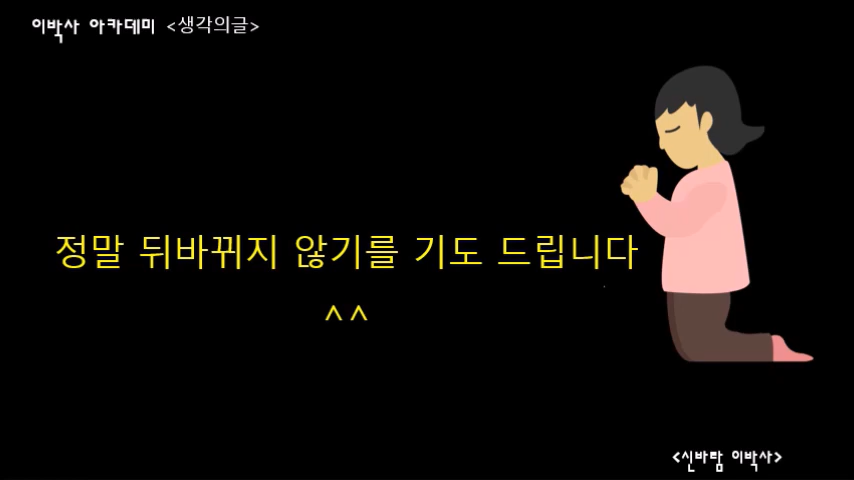 이박사 아카데미 <생각의글>
정말 뒤바뀌지 않기를 기도 드립니다
^^
<신바람 이박사>